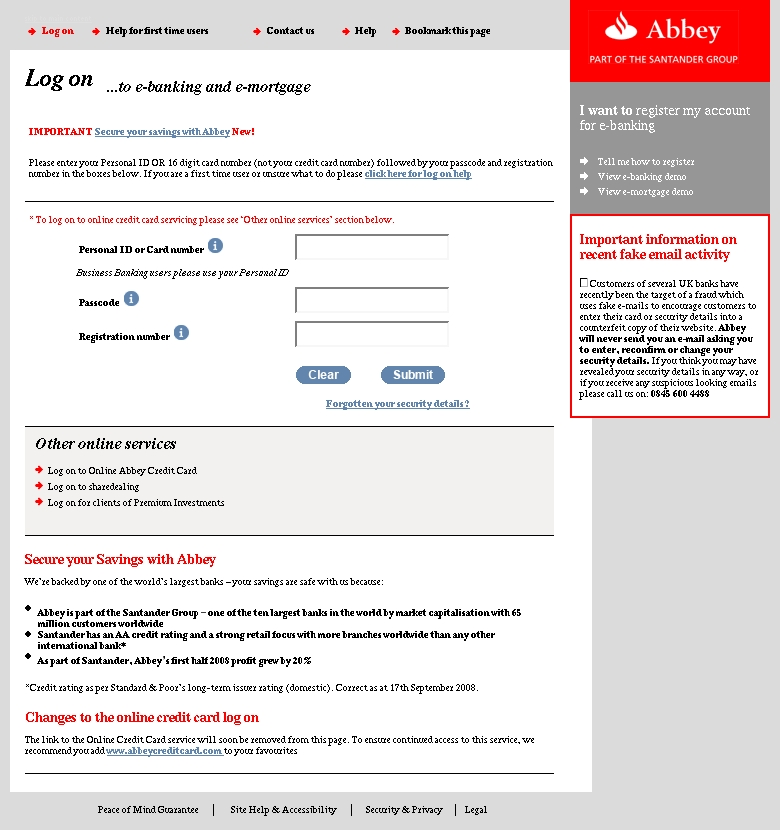 Log on
Help for first time users
Contact us
Help
Bookmark this page
Abbey
PART OF THE SANTANDER GROUP
Log on ...to e-banking and e-mortgage
IMPORTANT Secure your savings with Abbey New!
Please enter your Personal ID OR 16 digit card number (not your credit card number) followed by your passcode and registration
number in the boxes below. If you are a first time user or unsure what to do please click here for log on help
* To log on to online credit card servicing please see 'Other online services' section below.
Personal ID or Card number
Business Banking users please use your Personal ID
Passcode
Registration number
Clear
Submit
Forgotten your security details?
Other online services
Log on to Online Abbey Credit Card
Log on to sharedealing
Log on for clients of Premium Investments
Secure your Savings with Abbey
We're backed by one of the world's largest banks – your savings are safe with us because:
Abbey is part of the Santander Group – one of the ten largest banks in the world by market capitalisation with 65
million customers worldwide
Santander has an AA credit rating and a strong retail focus with more branches worldwide than any other
international bank*
As part of Santander, Abbey's first half 2008 profit grew by 20%
*Credit rating as per Standard & Poor's long-term issuer rating (domestic). Correct as at 17th September 2008.
Changes to the online credit card log on
The link to the Online Credit Card service will soon be removed from this page. To ensure continued access to this service, we
recommend you add www.abbeycreditcard.com to your favourites
I want to register my account
for e-banking
Tell me how to register
View e-banking demo
View e-mortgage demo
Important information on
recent fake email activity
Customers of several UK banks have
recently been the target of a fraud which
uses fake e-mails to encourage customers to
enter their card or security details into a
counterfeit copy of their website. Abbey
will never send you an e-mail asking you
to enter, reconfirm or change your
security details. If you think you may have
revealed your security details in any way, or
if you receive any suspicious looking emails
please call us on: 0845 600 4488
Peace of Mind Guarantee | Site Help & Accessibility | Security & Privacy | Legal